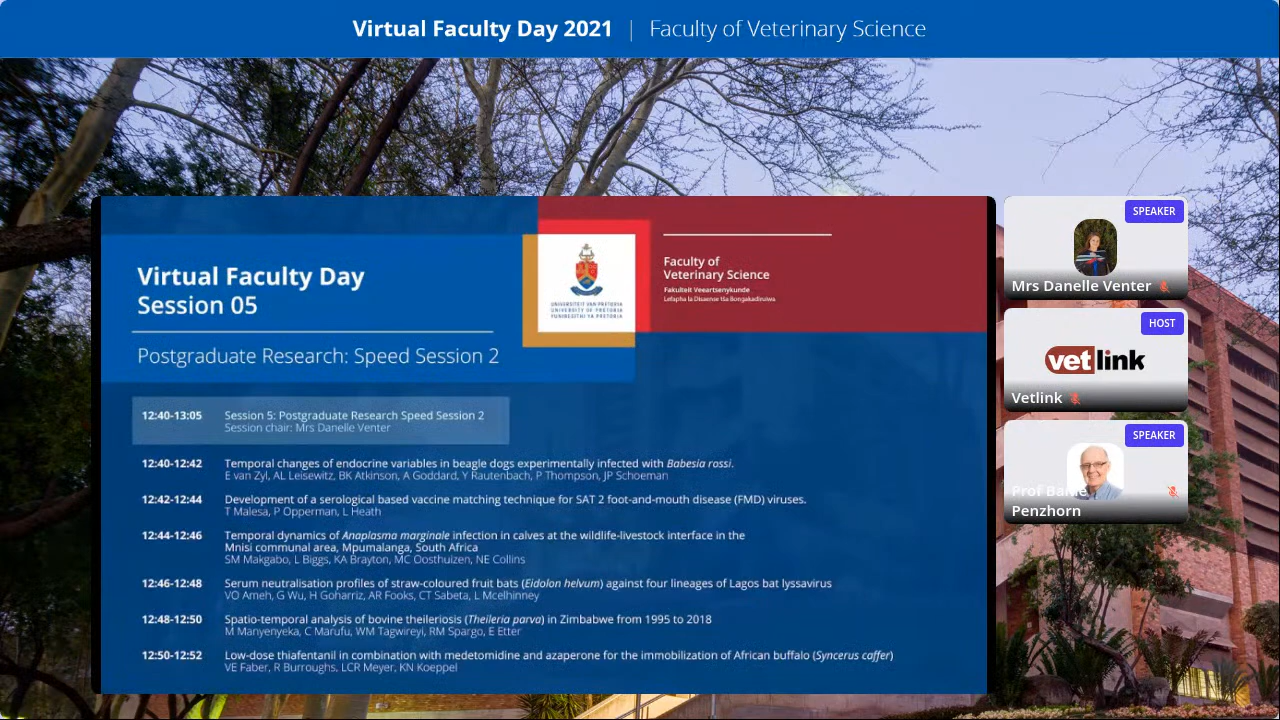 Virtual Faculty Day 2021 | Faculty of Veterinary Science
Virtual Faculty Day
Session 05
Postgraduate Research: Speed Session 2
UNIVERSITEIT VAN PRETORIA
UNIVERSITY OF PRETORIA
YUNIBESITHI YA PRETORIA
Faculty of
Veterinary Science
Fakulteit Veeartsenykunde
Lefapha la Disaense tša Bongakadiruiwa
12:40-13:05 Session 5: Postgraduate Research Speed Session 2
Session chair: Mrs Danelle Venter
12:40-12:42 Temporal changes of endocrine variables in beagle dogs experimentally infected with Babesia rossi.
E van Zyl, AL Leisewitz, BK Atkinson, A Goddard, Y Rautenbach, P Thompson, JP Schoeman
12:42-12:44 Development of a serological based vaccine matching technique for SAT 2 foot-and-mouth disease (FMD) viruses.
T Malesa, P Opperman, L Heath
12:44-12:46 Temporal dynamics of Anaplasma marginale infection in calves at the wildlife-livestock interface in the
Mnisi communal area, Mpumalanga, South Africa
SM Makgabo, L Biggs, KA Brayton, MC Oosthuizen, NE Collins
12:46-12:48 Serum neutralisation profiles of straw-coloured fruit bats (Eidolon helvum) against four lineages of Lagos bat lyssavirus
VO Ameh, G Wu, H Goharriz, AR Fooks, CT Sabeta, L Mcelhinney
12:48-12:50 Spatio-temporal analysis of bovine theileriosis (Theileria parva) in Zimbabwe from 1995 to 2018
M Manyenyeka, C Marufu, WM Tagwireyi, RM Spargo, E Etter
12:50-12:52 Low-dose thiafentanil in combination with medetomidine and azaperone for the immobilization of African buffalo (Syncerus caffer)
VE Faber, R Burroughs, LCR Meyer, KN Koeppel
SPEAKER
Mrs Danelle Venter
HOST
vetlink
Vetlink
SPEAKER
Prof
Penzhorn